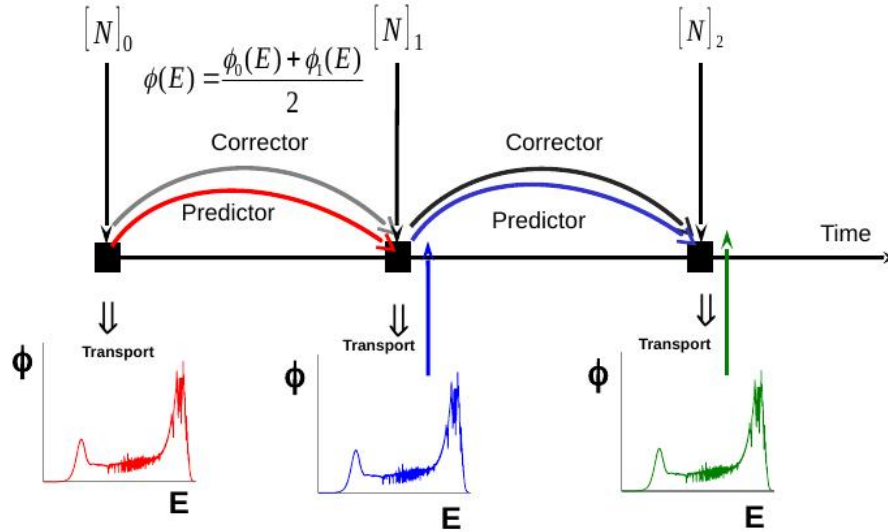 [N]₀
[N]₁
[N]₂
ϕ(E) = (ϕ₀(E) + ϕ₁(E)) / 2
Corrector
Corrector
Predictor
Predictor
Time
⇓
⇓
⇓
Transport
Transport
Transport
ϕ
ϕ
ϕ
E
E
E